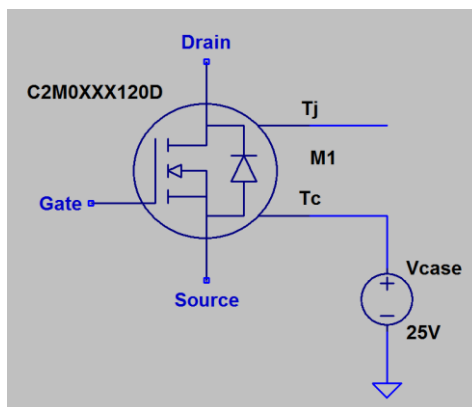 Drain
C2M0XXX120D
Tj
M1
Gate
Tc
Vcase
Source
25V